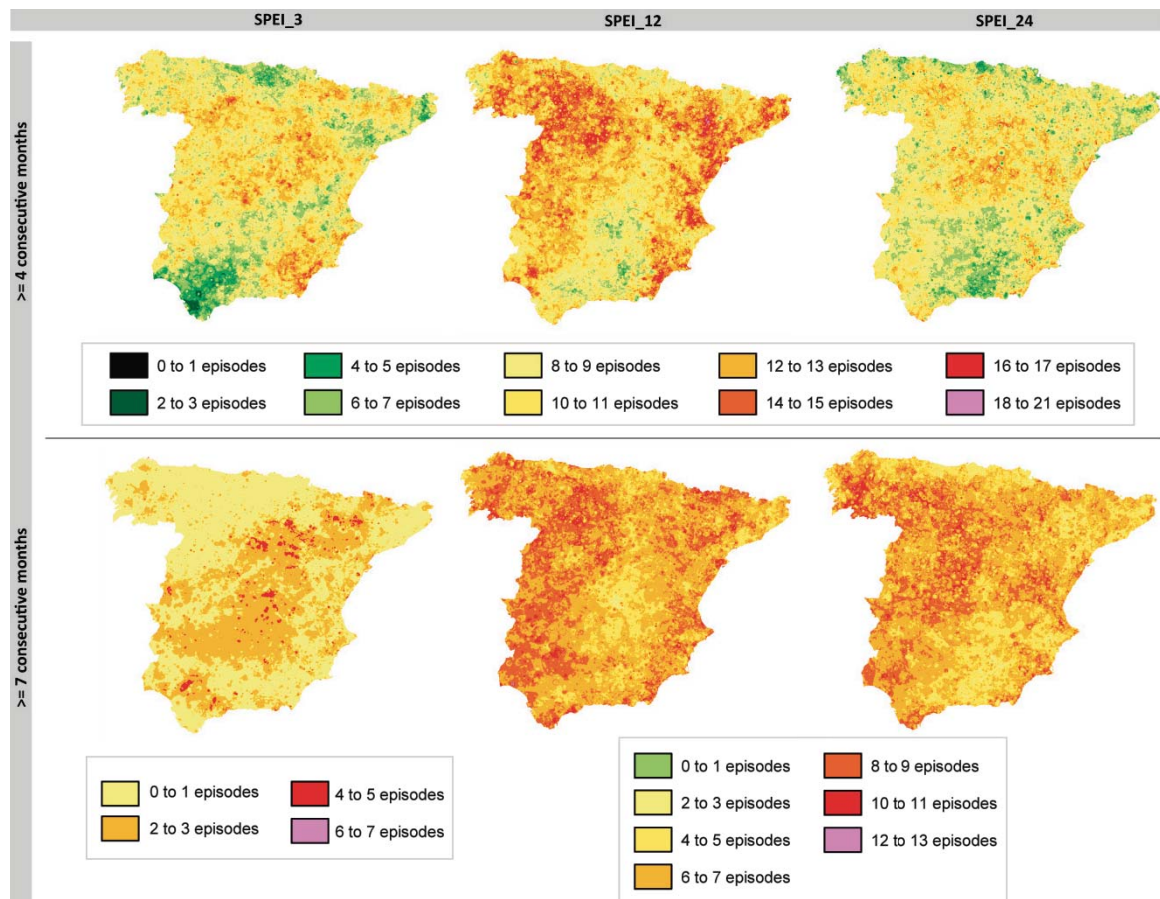 SPEI_3 SPEI_12 SPEI_24
>= 4 consecutive months
0 to 1 episodes 4 to 5 episodes 8 to 9 episodes 12 to 13 episodes 16 to 17 episodes
2 to 3 episodes 6 to 7 episodes 10 to 11 episodes 14 to 15 episodes 18 to 21 episodes
>= 7 consecutive months
0 to 1 episodes 4 to 5 episodes
2 to 3 episodes 6 to 7 episodes
0 to 1 episodes 8 to 9 episodes
2 to 3 episodes 10 to 11 episodes
4 to 5 episodes 12 to 13 episodes
6 to 7 episodes